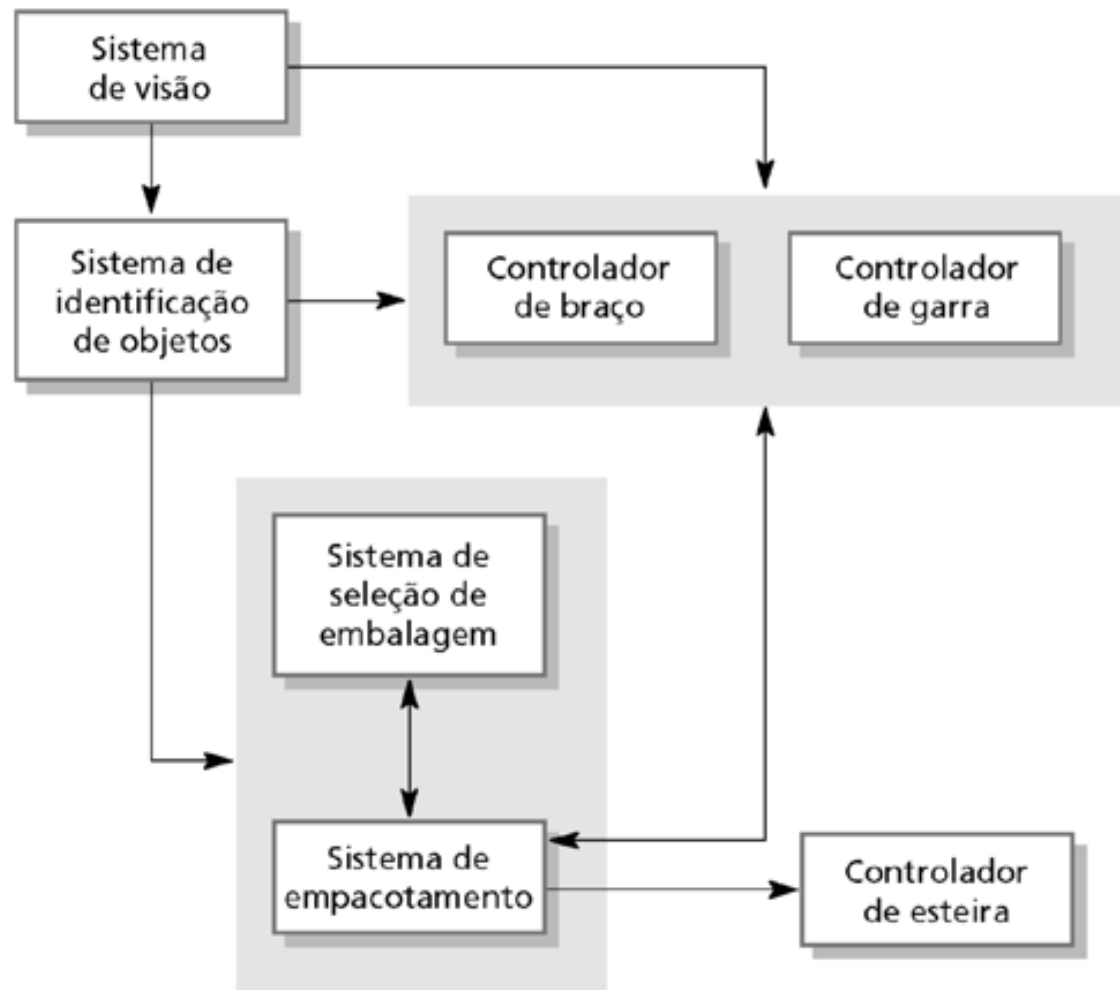 Sistema
de visão
Sistema de
identificação
de objetos
Controlador
de braço
Controlador
de garra
Sistema de
seleção de
embalagem
Sistema de
empacotamento
Controlador
de esteira